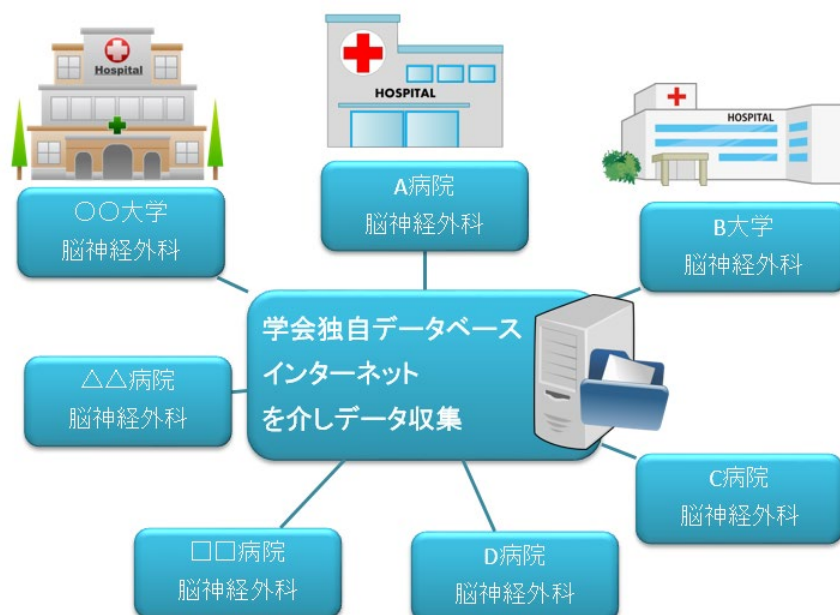 Hospital
HOSPITAL
HOSPITAL
〇〇大学
脳神経外科
A病院
脳神経外科
B大学
脳神経外科
学会独自データベース
インターネット
を介しデータ収集
△△病院
脳神経外科
C病院
脳神経外科
□□病院
脳神経外科
D病院
脳神経外科